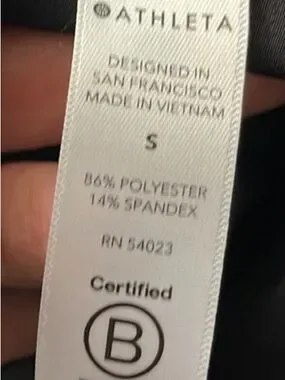 ATHLETA
DESIGNED IN
SAN FRANCISCO
MADE IN VIETNAM
S
86% POLYESTER
14% SPANDEX
RN 54023
Certified
B